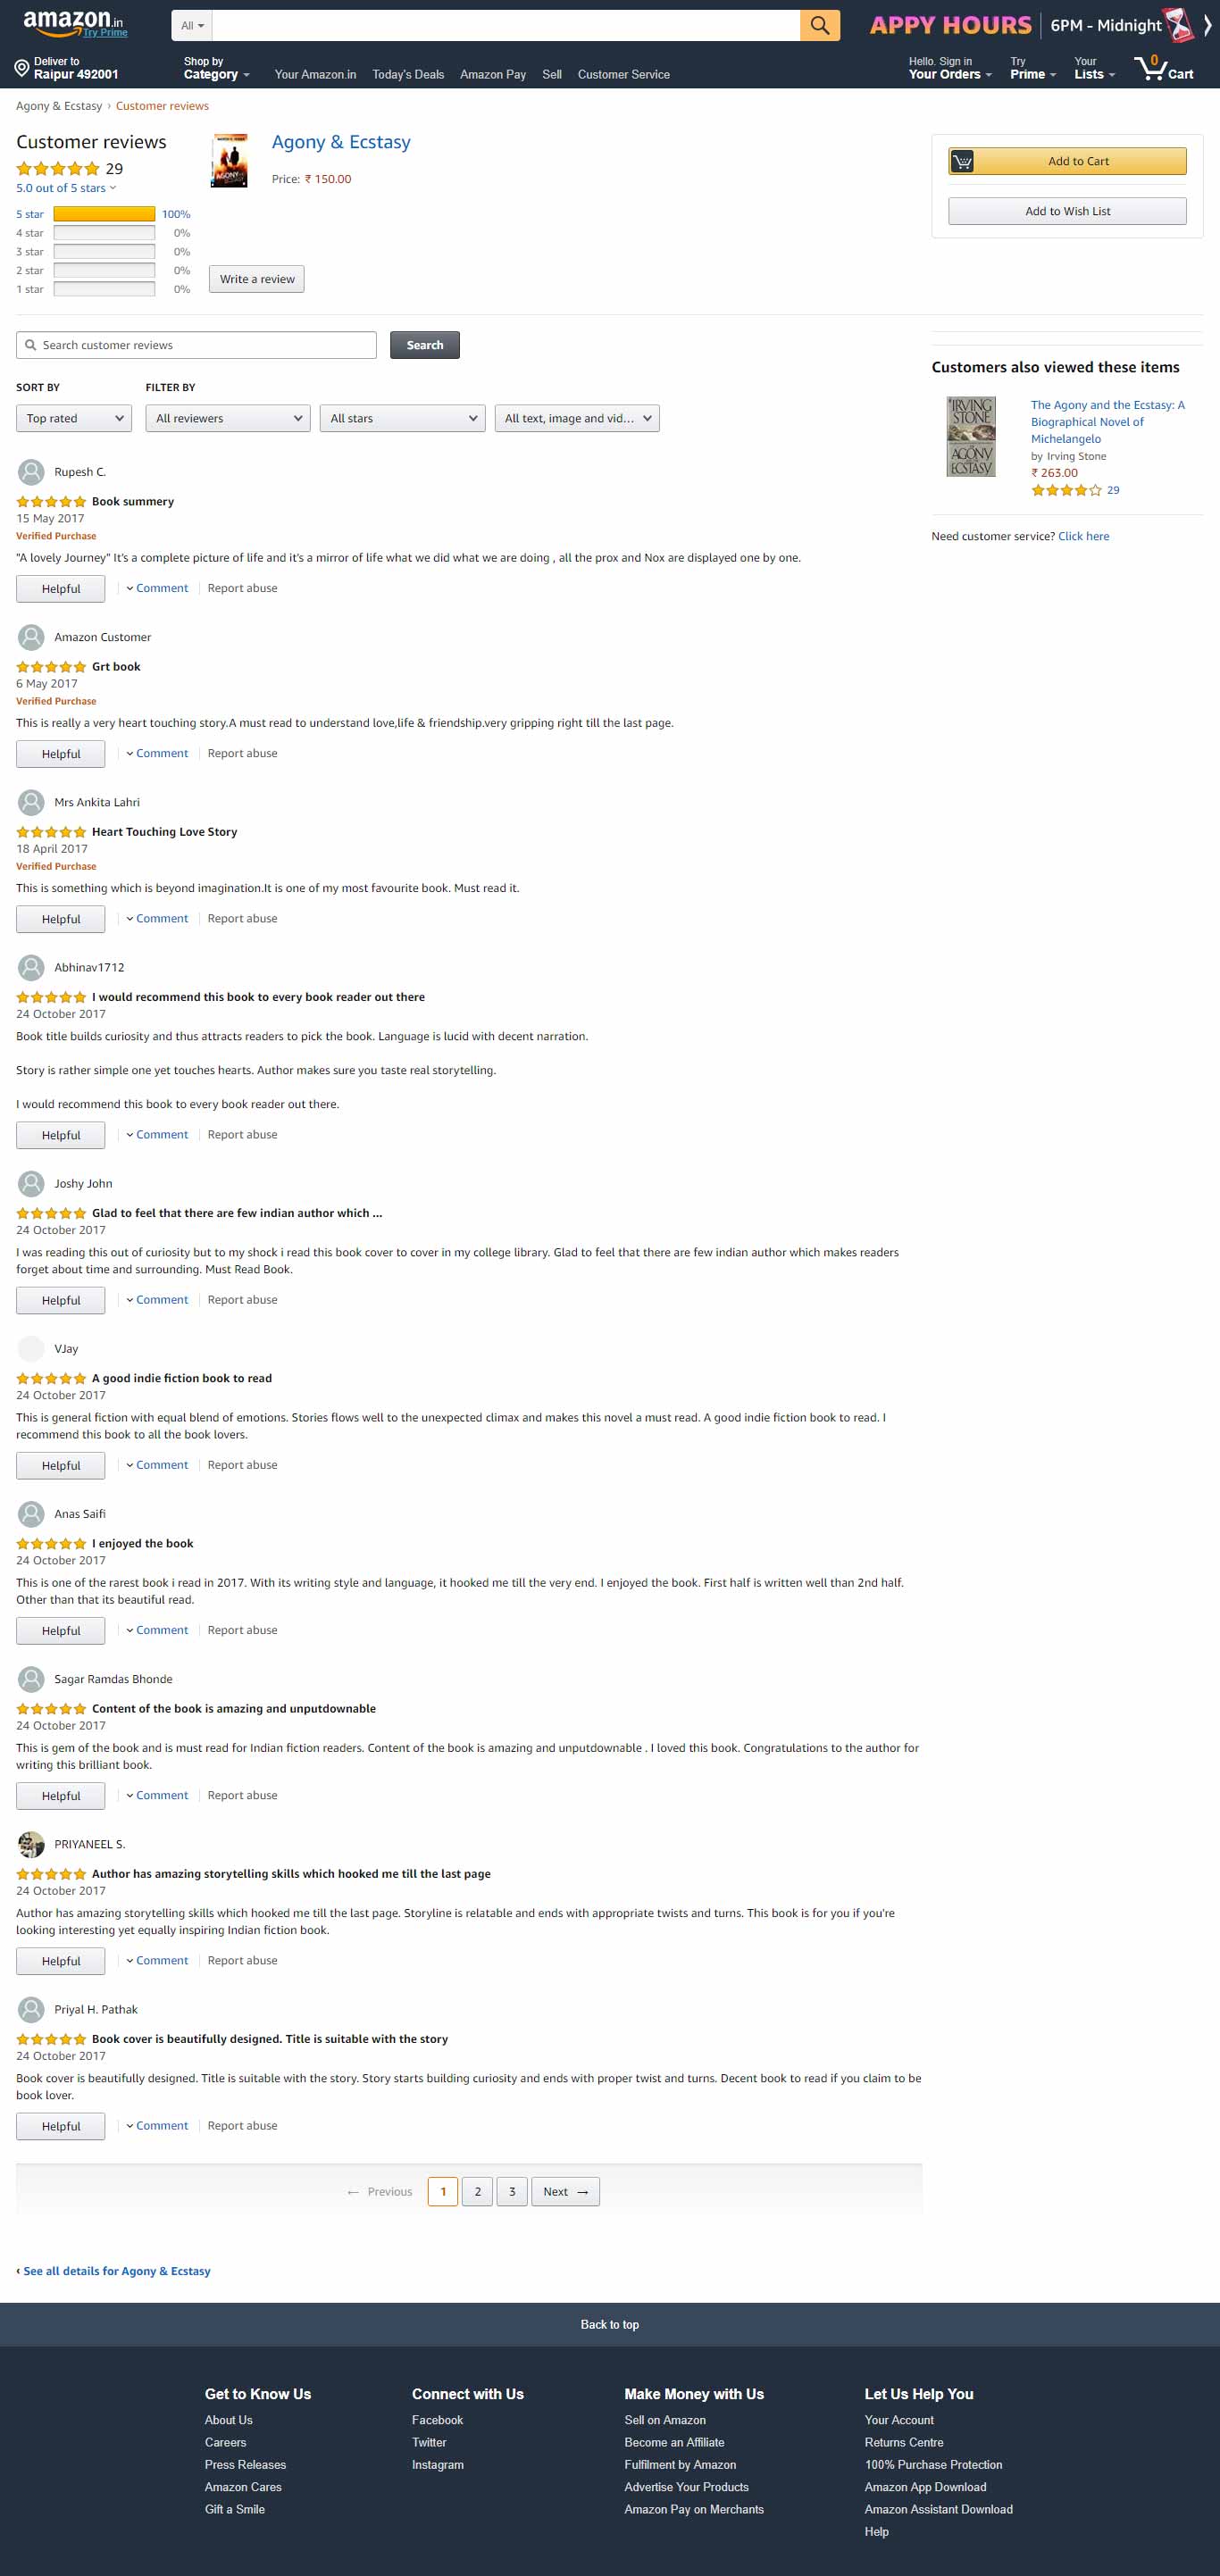 amazon.in
Try Prime
All
APPY HOURS 6PM - Midnight
Deliver to
Raipur 492001
Shop by
Category
Your Amazon.in Today's Deals Amazon Pay Sell Customer Service
Hello. Sign in
Your Orders
Try
Prime
Your
Lists
0
Cart
Agony & Ecstasy › Customer reviews
Customer reviews
29
5.0 out of 5 stars
5 star 100%
4 star 0%
3 star 0%
2 star 0%
1 star 0%
Agony & Ecstasy
Price: ₹ 150.00
Write a review
Add to Cart
Add to Wish List
Search customer reviews
Search
SORT BY FILTER BY
Top rated All reviewers All stars All text, image and vid...
Customers also viewed these items
IRVING
STONE
AGONY
ECSTASY
The Agony and the Ecstasy: A
Biographical Novel of
Michelangelo
by Irving Stone
₹ 263.00
29
Need customer service? Click here
Rupesh C.
Book summery
15 May 2017
Verified Purchase
"A lovely Journey" It's a complete picture of life and it's a mirror of life what we did what we are doing , all the prox and Nox are displayed one by one.
Helpful Comment Report abuse
Amazon Customer
Grt book
6 May 2017
Verified Purchase
This is really a very heart touching story.A must read to understand love,life & friendship.very gripping right till the last page.
Helpful Comment Report abuse
Mrs Ankita Lahri
Heart Touching Love Story
18 April 2017
Verified Purchase
This is something which is beyond imagination.It is one of my most favourite book. Must read it.
Helpful Comment Report abuse
Abhinav1712
I would recommend this book to every book reader out there
24 October 2017
Book title builds curiosity and thus attracts readers to pick the book. Language is lucid with decent narration.
Story is rather simple one yet touches hearts. Author makes sure you taste real storytelling.
I would recommend this book to every book reader out there.
Helpful Comment Report abuse
Joshy John
Glad to feel that there are few indian author which ...
24 October 2017
I was reading this out of curiosity but to my shock i read this book cover to cover in my college library. Glad to feel that there are few indian author which makes readers
forget about time and surrounding. Must Read Book.
Helpful Comment Report abuse
VJay
A good indie fiction book to read
24 October 2017
This is general fiction with equal blend of emotions. Stories flows well to the unexpected climax and makes this novel a must read. A good indie fiction book to read. I
recommend this book to all the book lovers.
Helpful Comment Report abuse
Anas Saifi
I enjoyed the book
24 October 2017
This is one of the rarest book i read in 2017. With its writing style and language, it hooked me till the very end. I enjoyed the book. First half is written well than 2nd half.
Other than that its beautiful read.
Helpful Comment Report abuse
Sagar Ramdas Bhonde
Content of the book is amazing and unputdownable
24 October 2017
This is gem of the book and is must read for Indian fiction readers. Content of the book is amazing and unputdownable . I loved this book. Congratulations to the author for
writing this brilliant book.
Helpful Comment Report abuse
PRIYANEEL S.
Author has amazing storytelling skills which hooked me till the last page
24 October 2017
Author has amazing storytelling skills which hooked me till the last page. Storyline is relatable and ends with appropriate twists and turns. This book is for you if you're
looking interesting yet equally inspiring Indian fiction book.
Helpful Comment Report abuse
Priyal H. Pathak
Book cover is beautifully designed. Title is suitable with the story
24 October 2017
Book cover is beautifully designed. Title is suitable with the story. Story starts building curiosity and ends with proper twist and turns. Decent book to read if you claim to be
book lover.
Helpful Comment Report abuse
← Previous 1 2 3 Next →
‹ See all details for Agony & Ecstasy
Back to top
Get to Know Us
About Us
Careers
Press Releases
Amazon Cares
Gift a Smile
Connect with Us
Facebook
Twitter
Instagram
Make Money with Us
Sell on Amazon
Become an Affiliate
Fulfilment by Amazon
Advertise Your Products
Amazon Pay on Merchants
Let Us Help You
Your Account
Returns Centre
100% Purchase Protection
Amazon App Download
Amazon Assistant Download
Help